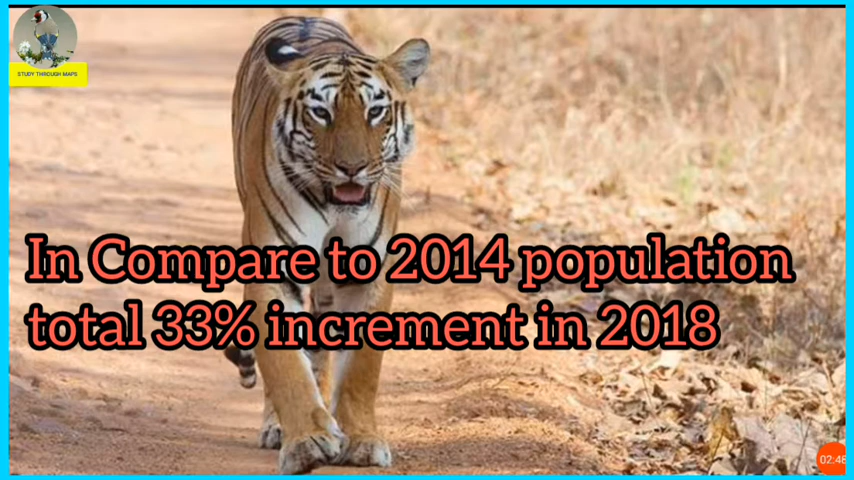 STUDY THROUGH MAPS
In Compare to 2014 population
total 33% increment in 2018
02:48